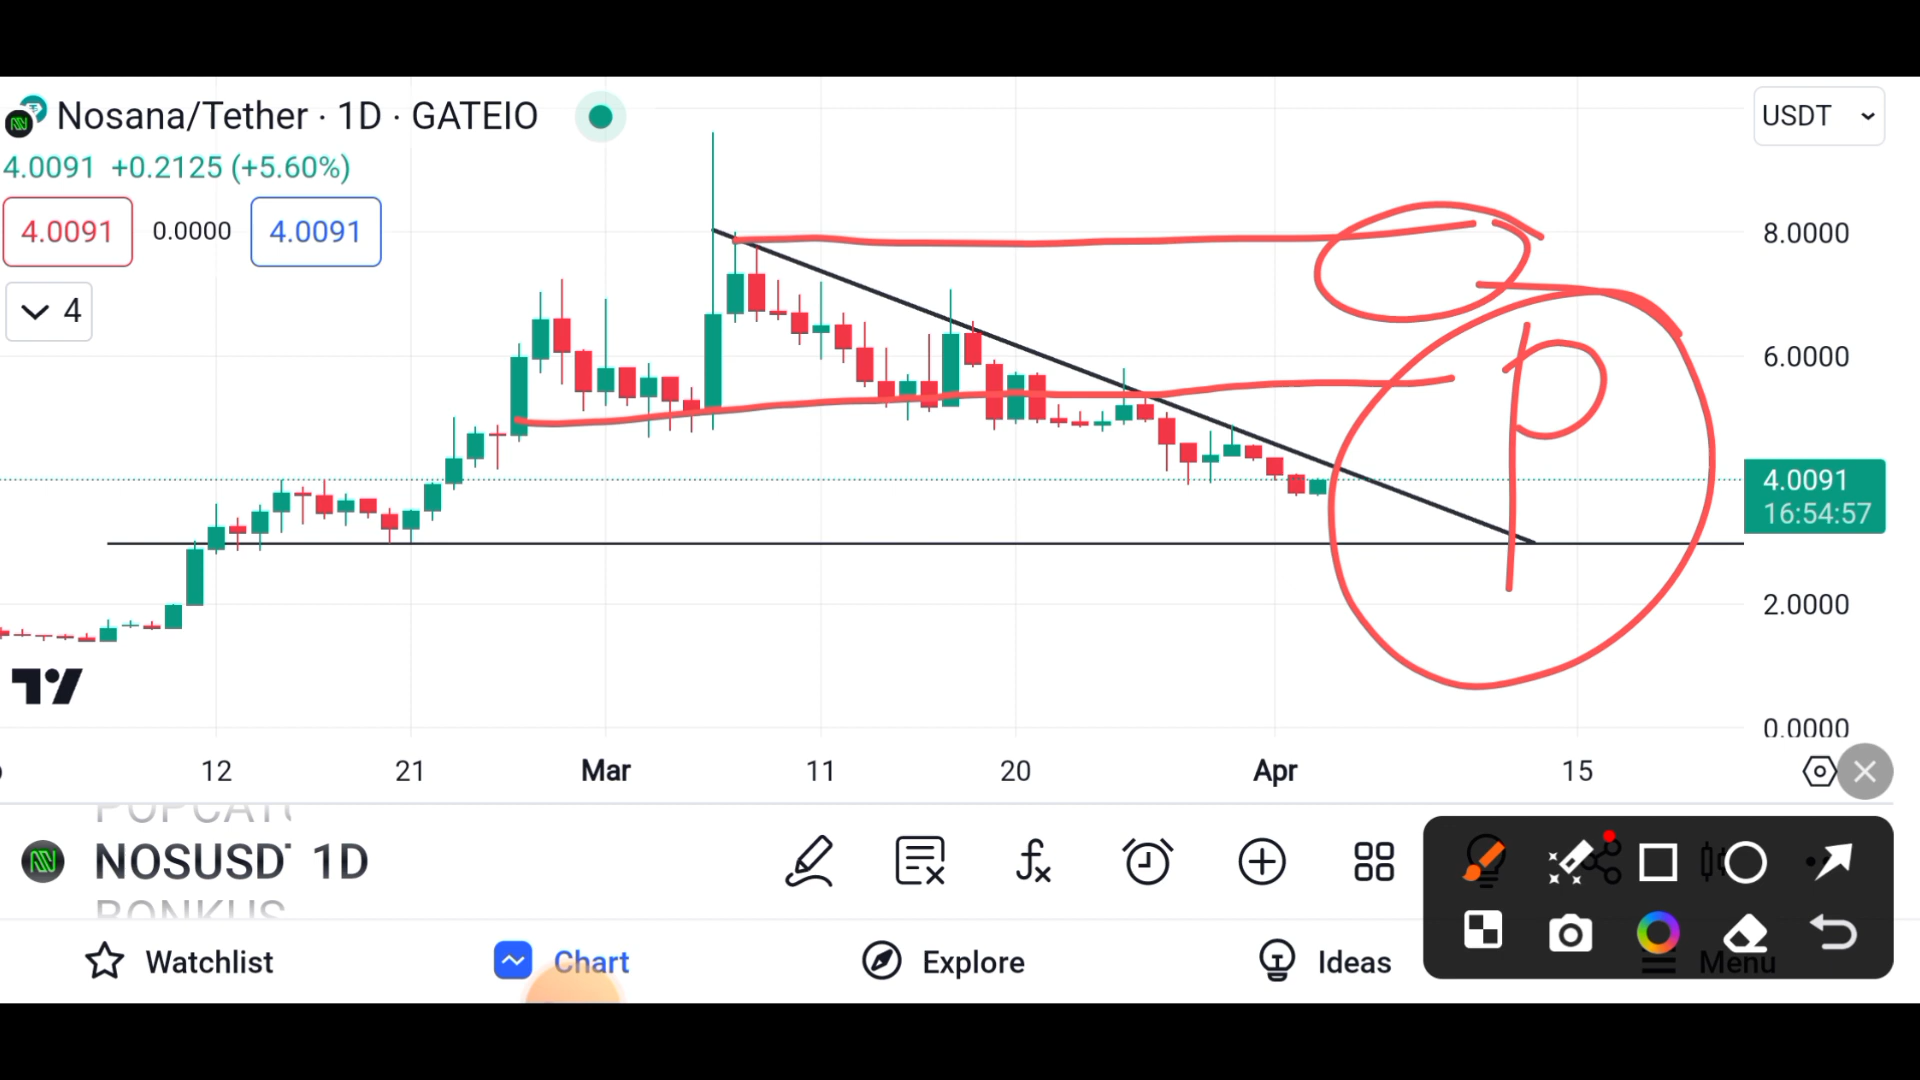 Nosana/Tether · 1D · GATEIO
USDT
4.0091 +0.2125 (+5.60%)
4.0091 0.0000 4.0091
4
8.0000
6.0000
P
4.0091
16:54:57
2.0000
0.0000
12 21 Mar 11 20 Apr 15
NOSUSD 1D
BONKUS
Watchlist Chart Explore Ideas Menu